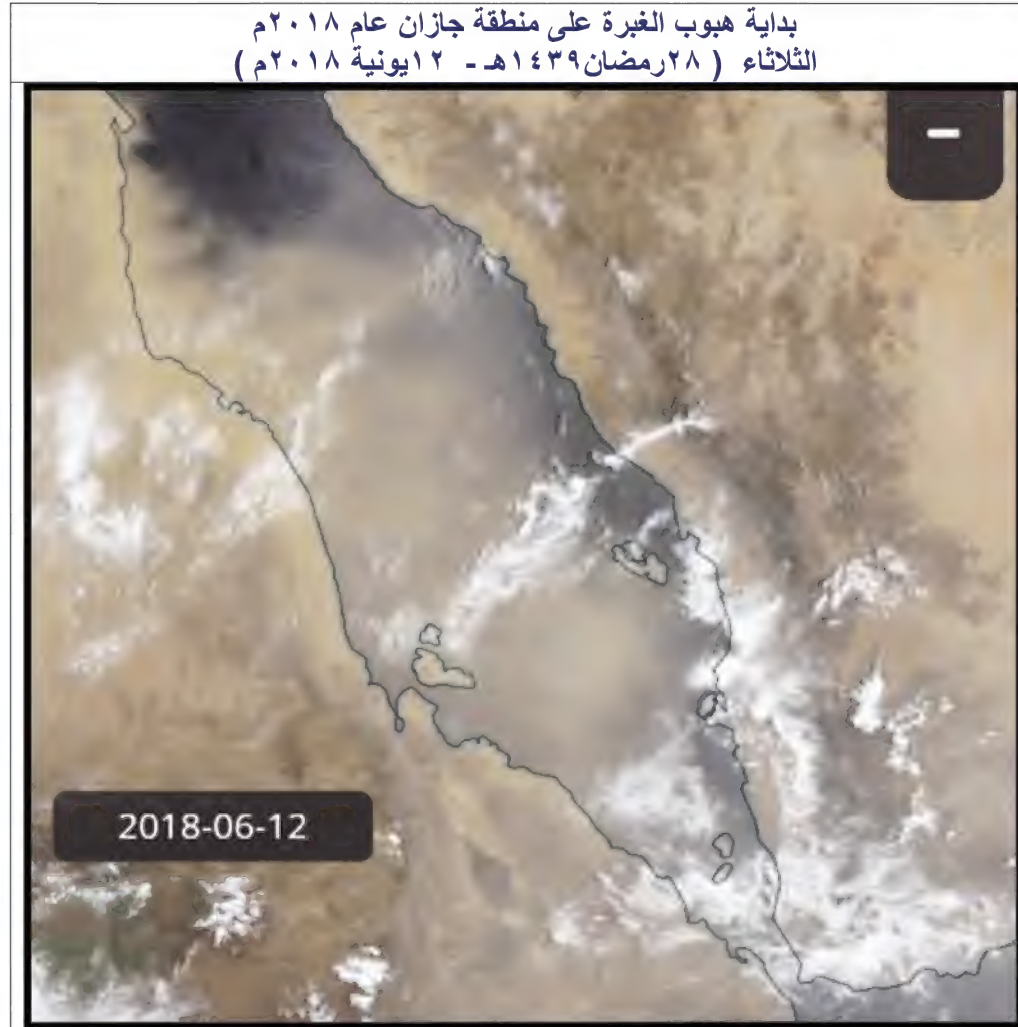 بداية هبوب الغبرة على منطقة جازان عام ٢٠١٨م
الثلاثاء ( ٢٨رمضان١٤٣٩هـ - ١٢يونية ٢٠١٨م )
2018-06-12